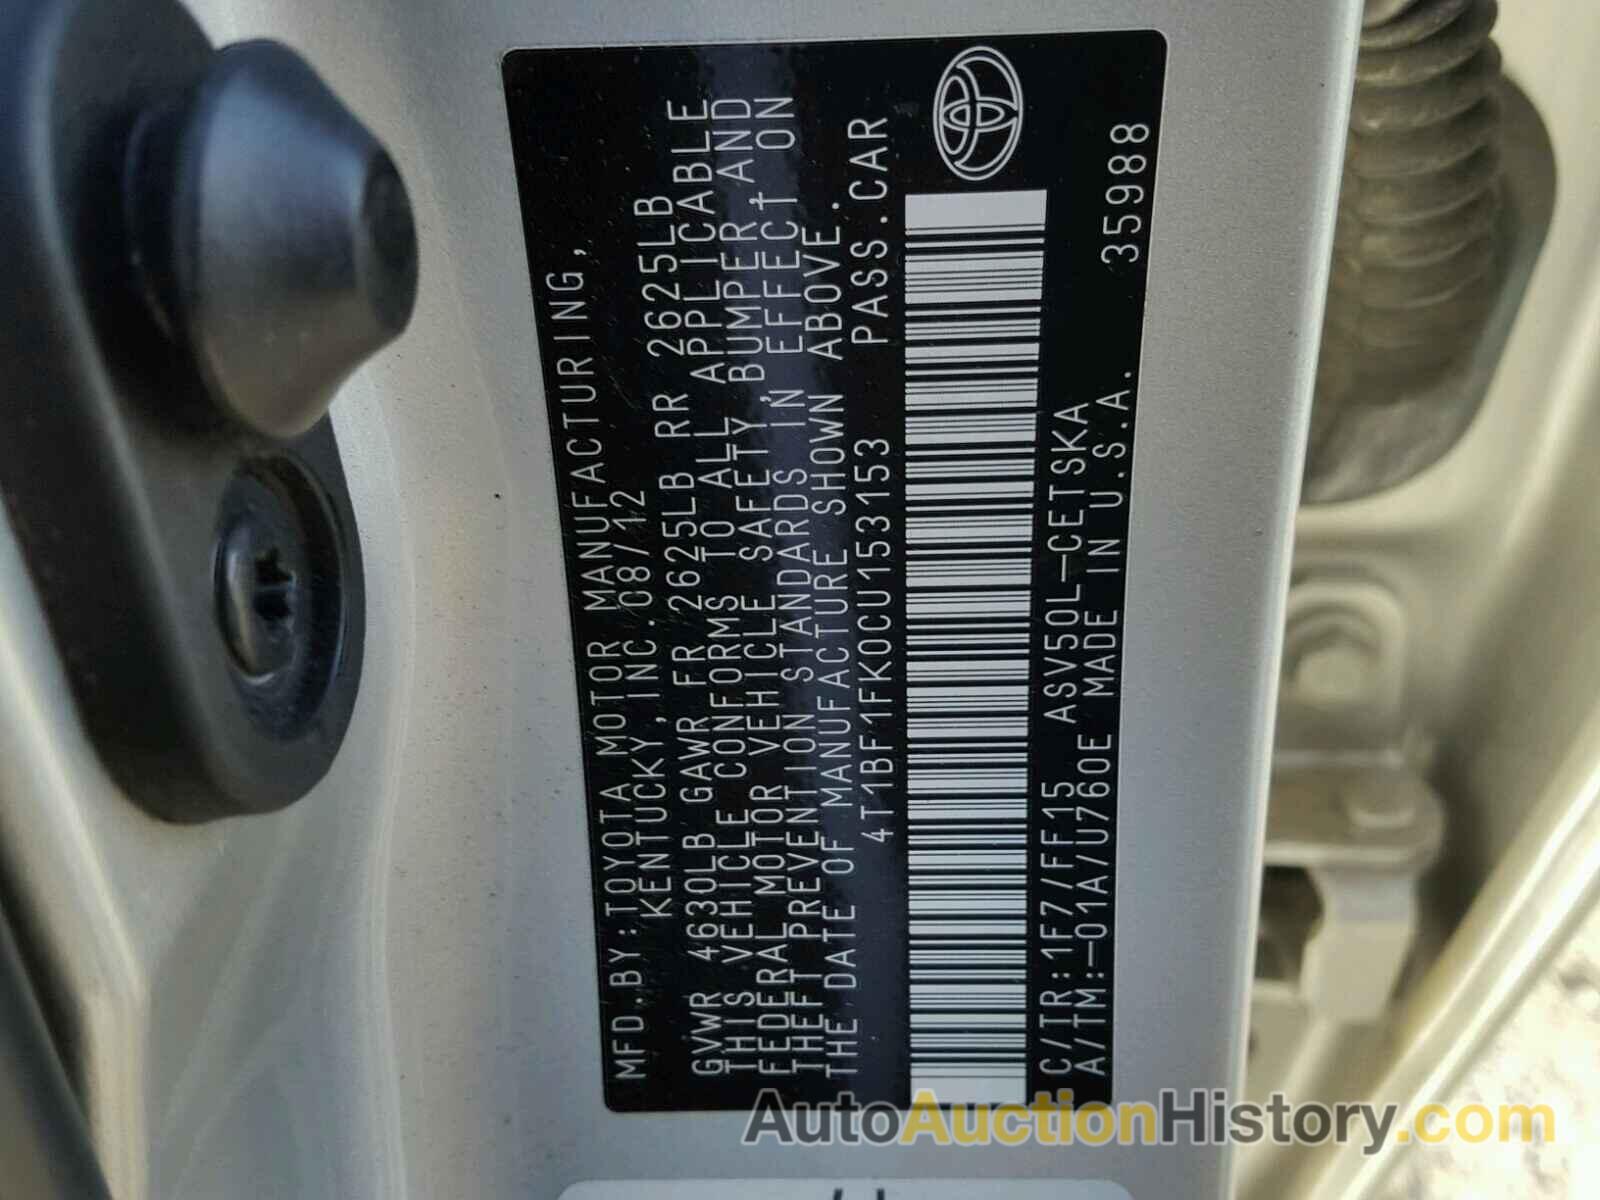 MFD.BY:TOYOTA MOTOR MANUFACTURING,
KENTUCKY,INC.08/12
GVWR 4630LB GAWR FR 2625LB RR 2625LB
THIS VEHICLE CONFORMS TO ALL APPLICABLE
FEDERAL MOTOR VEHICLE SAFETY, BUMPER, AND
THEFT PREVENTION STANDARDS IN EFFECT ON
THE DATE OF MANUFACTURE SHOWN ABOVE.
4T1BF1FK0CU153153 PASS.CAR
C/TR:1F7/FF15 ASV50L-CETSKA
A/TM:-01A/U760E MADE IN U.S.A.
35988
AutoAuctionHistory.com